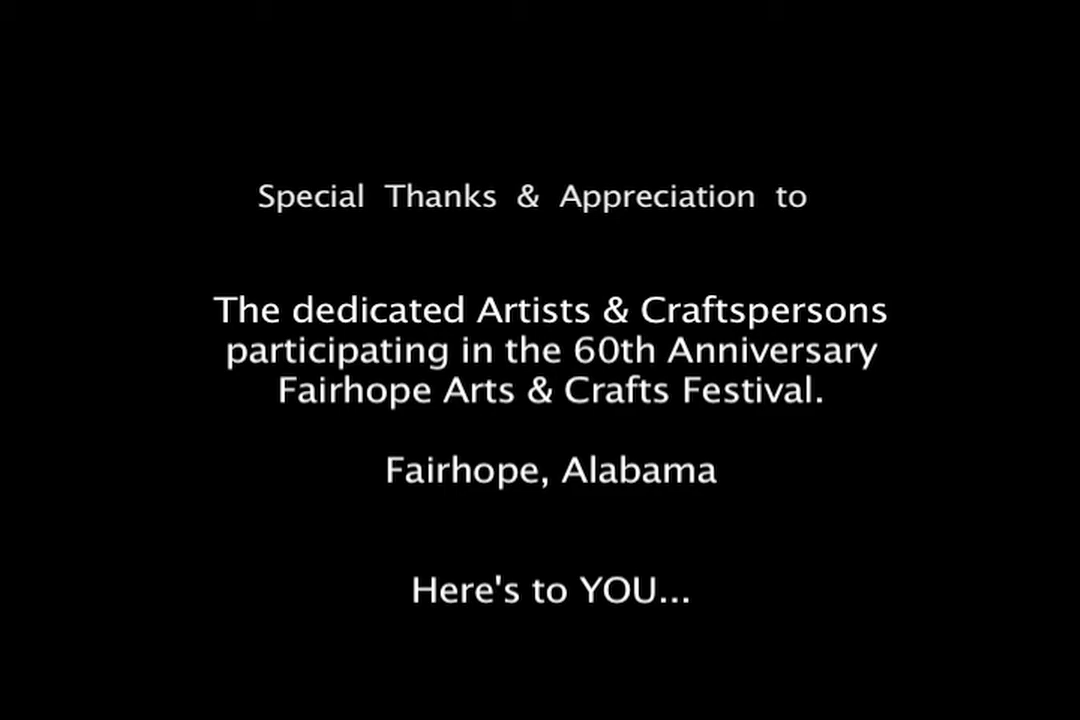 Special Thanks & Appreciation to
The dedicated Artists & Craftspersons
participating in the 60th Anniversary
Fairhope Arts & Crafts Festival.
Fairhope, Alabama
Here's to YOU...